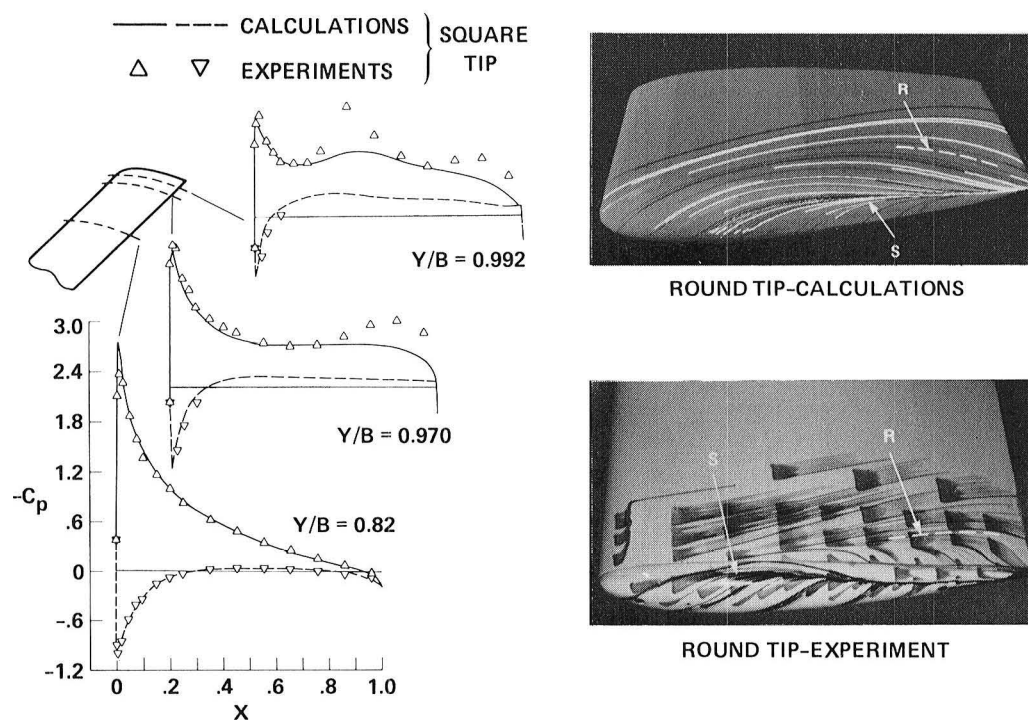 CALCULATIONS
EXPERIMENTS
SQUARE
TIP
Y/B = 0.992
Y/B = 0.970
Y/B = 0.82
3.0
2.4
1.8
1.2
.6
0
-.6
-1.2
-Cp
0
.2
.4
.6
.8
1.0
X
R
S
ROUND TIP-CALCULATIONS
S
R
ROUND TIP-EXPERIMENT